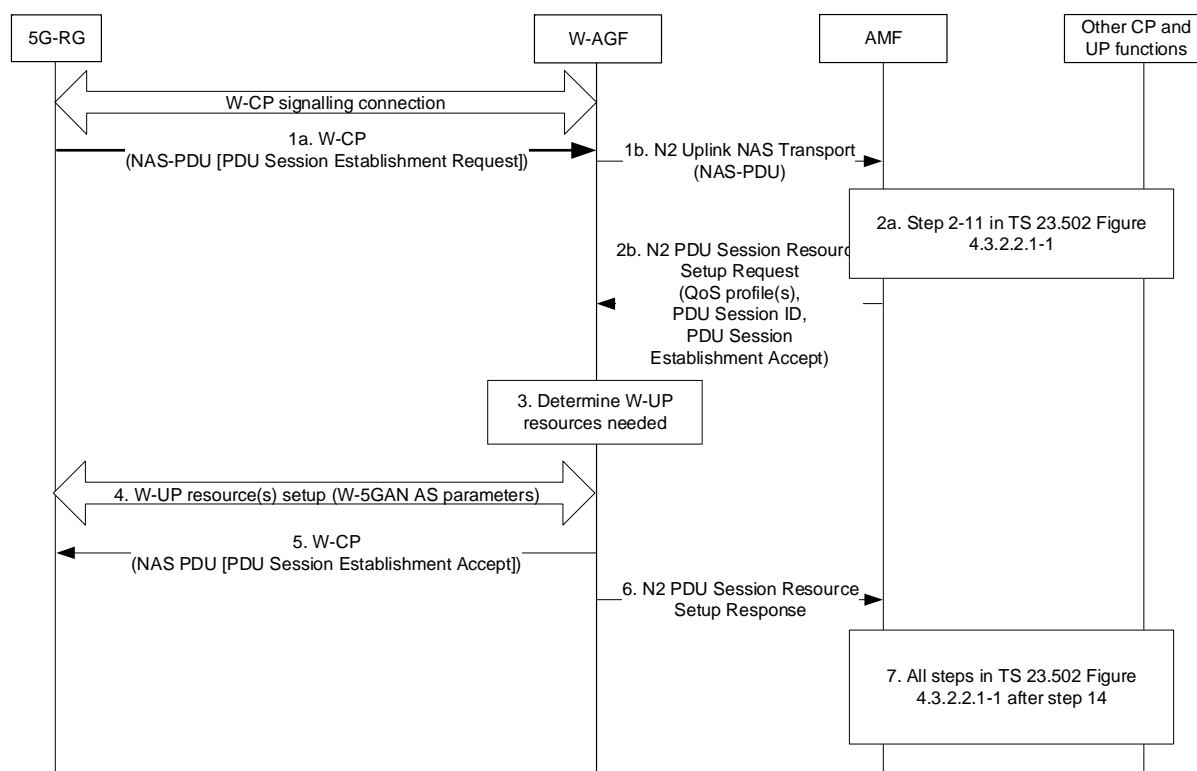 5G-RG
W-AGF
AMF
Other CP and
UP functions
W-CP signalling connection
1a. W-CP
(NAS-PDU [PDU Session Establishment Request])
1b. N2 Uplink NAS Transport
(NAS-PDU)
2a. Step 2-11 in TS 23.502 Figure
4.3.2.2.1-1
2b. N2 PDU Session Resourc
Setup Request
(QoS profile(s),
PDU Session ID,
PDU Session
Establishment Accept)
3. Determine W-UP
resources needed
4. W-UP resource(s) setup (W-5GAN AS parameters)
5. W-CP
(NAS PDU [PDU Session Establishment Accept])
6. N2 PDU Session Resource
Setup Response
7. All steps in TS 23.502 Figure
4.3.2.2.1-1 after step 14